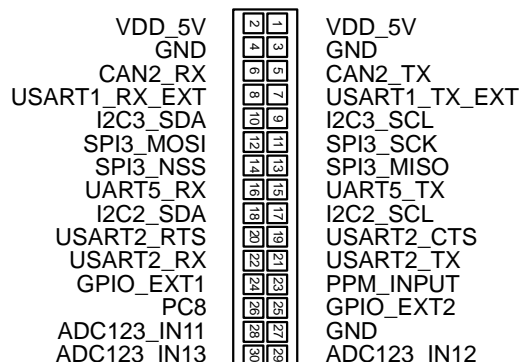 VDD_5V 2 1 VDD_5V
GND 4 3 GND
CAN2_RX 6 5 CAN2_TX
USART1_RX_EXT 8 7 USART1_TX_EXT
I2C3_SDA 10 9 I2C3_SCL
SPI3_MOSI 12 11 SPI3_SCK
SPI3_NSS 14 13 SPI3_MISO
UART5_RX 16 15 UART5_TX
I2C2_SDA 18 17 I2C2_SCL
USART2_RTS 20 19 USART2_CTS
USART2_RX 22 21 USART2_TX
GPIO_EXT1 24 23 PPM_INPUT
PC8 26 25 GPIO_EXT2
ADC123_IN11 28 27 GND
ADC123_IN13 30 29 ADC123_IN12